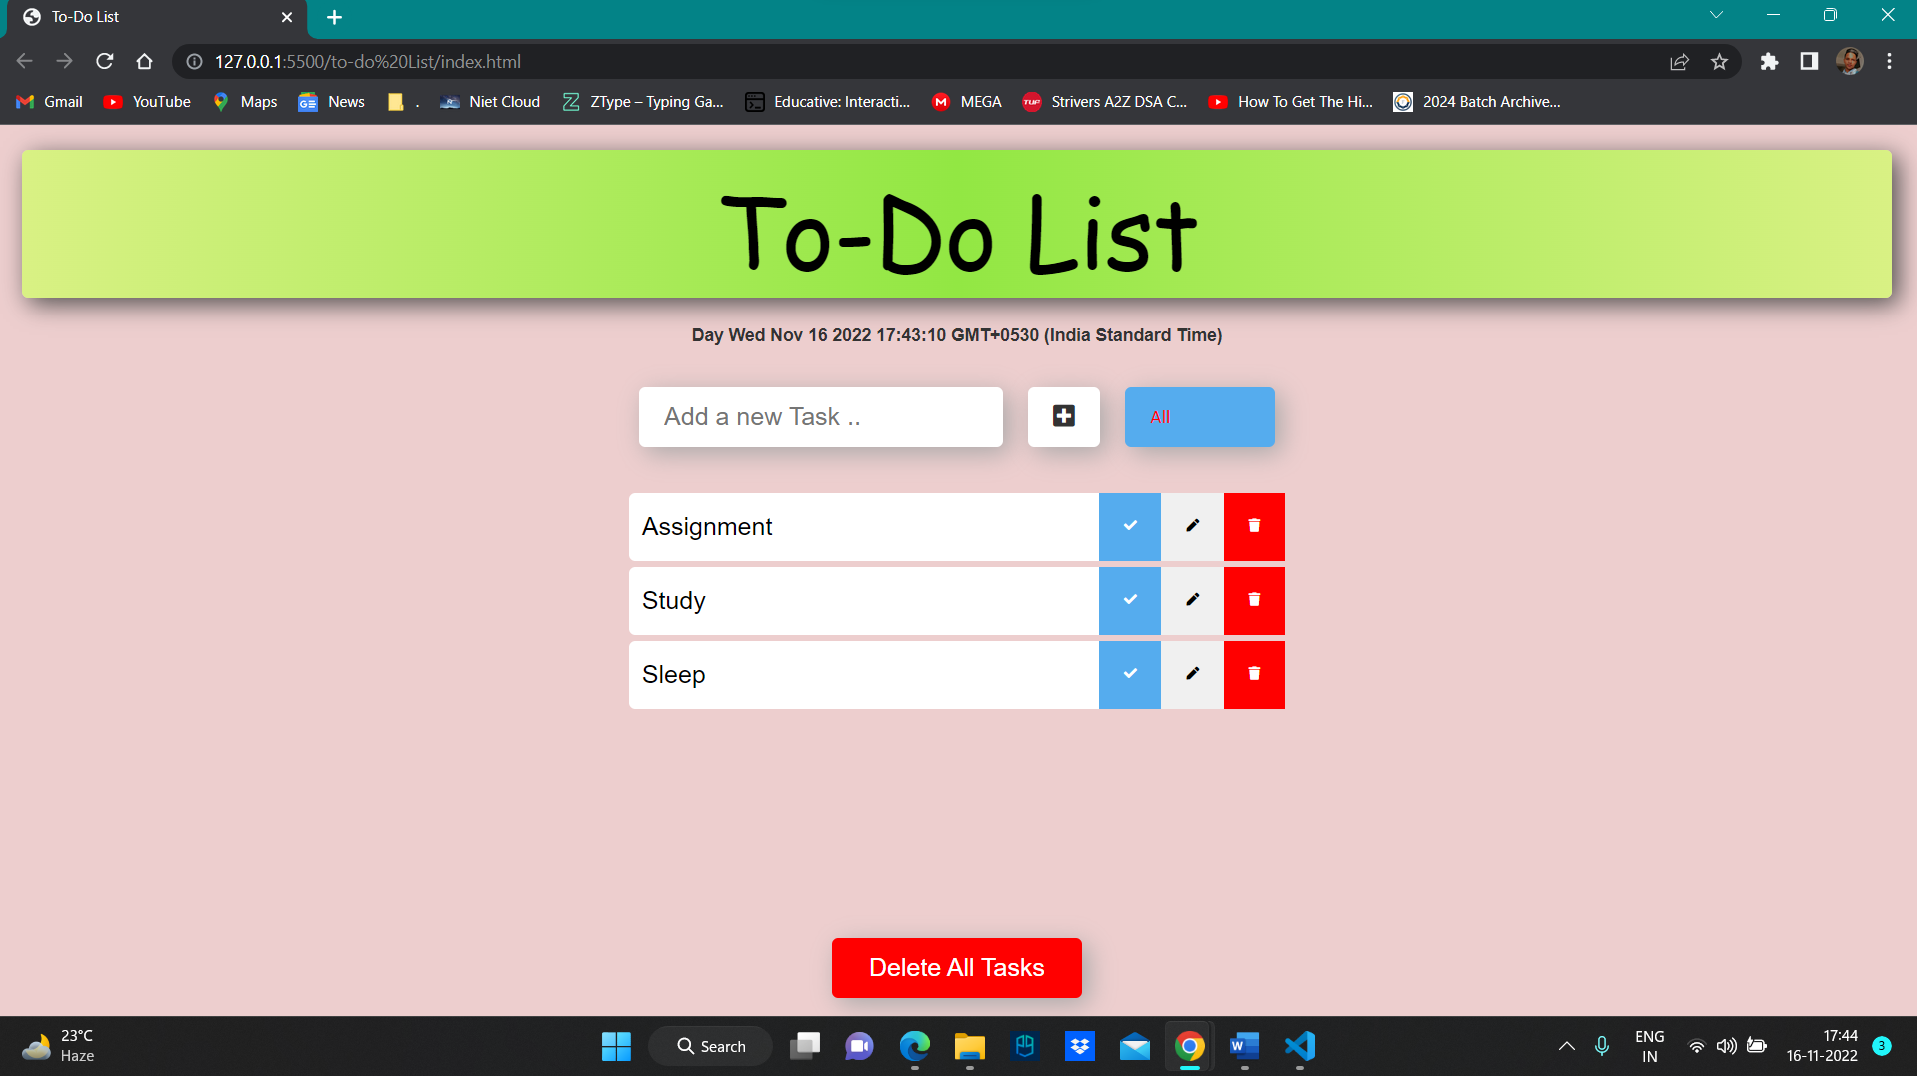 To-Do List
127.0.0.1:5500/to-do%20List/index.html
Gmail YouTube Maps News . Niet Cloud ZType – Typing Ga... Educative: Interacti... MEGA Strivers A2Z DSA C... How To Get The Hi... 2024 Batch Archive...
To-Do List
Day Wed Nov 16 2022 17:43:10 GMT+0530 (India Standard Time)
Add a new Task .. All
Assignment
Study
Sleep
Delete All Tasks
23°C
Haze
Search
ENG
IN
17:44
16-11-2022
3